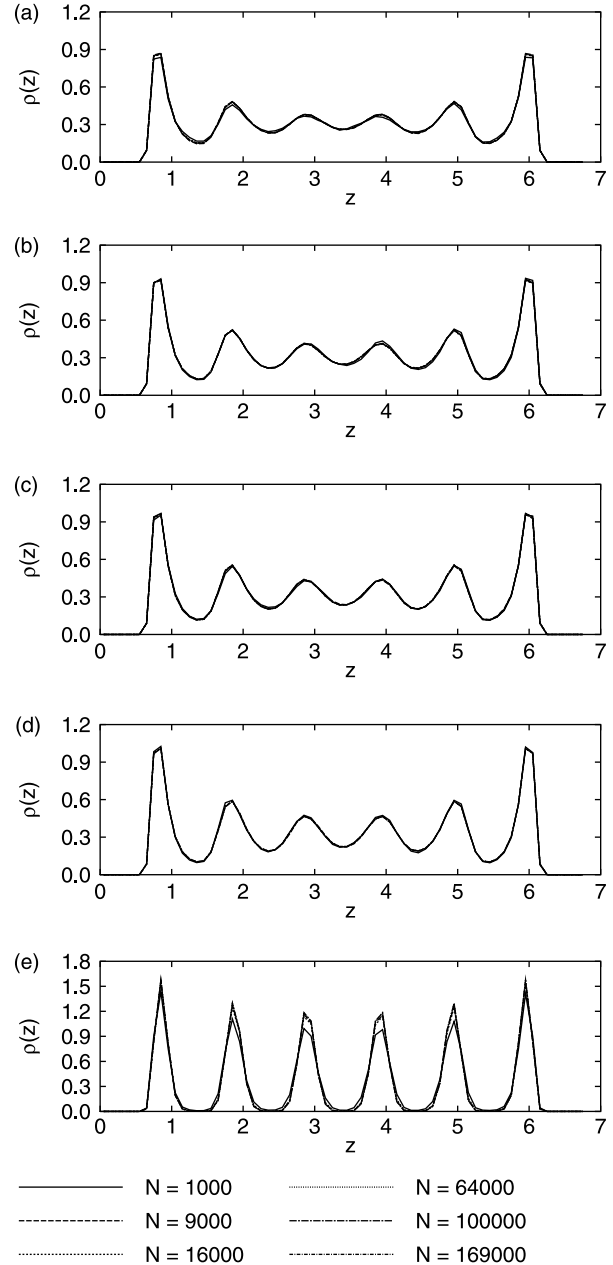 (a)
ρ(z)
1.2
0.9
0.6
0.3
0.0
0 1 2 3 4 5 6 7
z
(b)
ρ(z)
1.2
0.9
0.6
0.3
0.0
0 1 2 3 4 5 6 7
z
(c)
ρ(z)
1.2
0.9
0.6
0.3
0.0
0 1 2 3 4 5 6 7
z
(d)
ρ(z)
1.2
0.9
0.6
0.3
0.0
0 1 2 3 4 5 6 7
z
(e)
ρ(z)
1.8
1.5
1.2
0.9
0.6
0.3
0.0
0 1 2 3 4 5 6 7
z
N = 1000 N = 64000
N = 9000 N = 100000
N = 16000 N = 169000